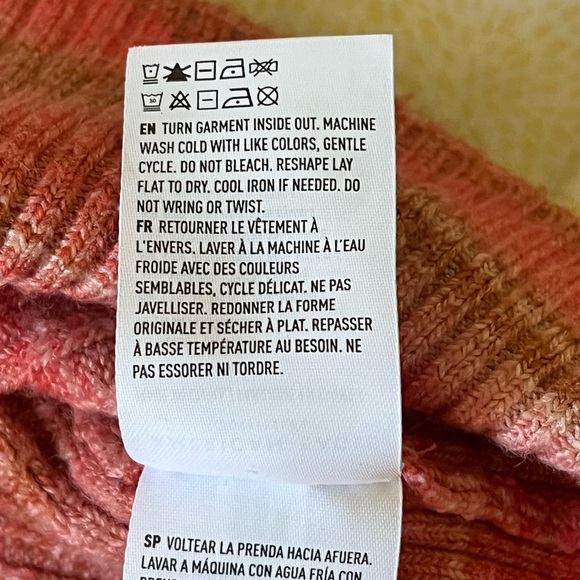 30
EN TURN GARMENT INSIDE OUT. MACHINE
WASH COLD WITH LIKE COLORS, GENTLE
CYCLE. DO NOT BLEACH. RESHAPE LAY
FLAT TO DRY. COOL IRON IF NEEDED. DO
NOT WRING OR TWIST.
FR RETOURNER LE VÊTEMENT À
L'ENVERS. LAVER À LA MACHINE À L'EAU
FROIDE AVEC DES COULEURS
SEMBLABLES, CYCLE DÉLICAT. NE PAS
JAVELLISER. REDONNER LA FORME
ORIGINALE ET SÉCHER À PLAT. REPASSER
À BASSE TEMPÉRATURE AU BESOIN. NE
PAS ESSORER NI TORDRE.
SP VOLTEAR LA PRENDA HACIA AFUERA.
LAVAR A MÁQUINA CON AGUA FRÍA CON